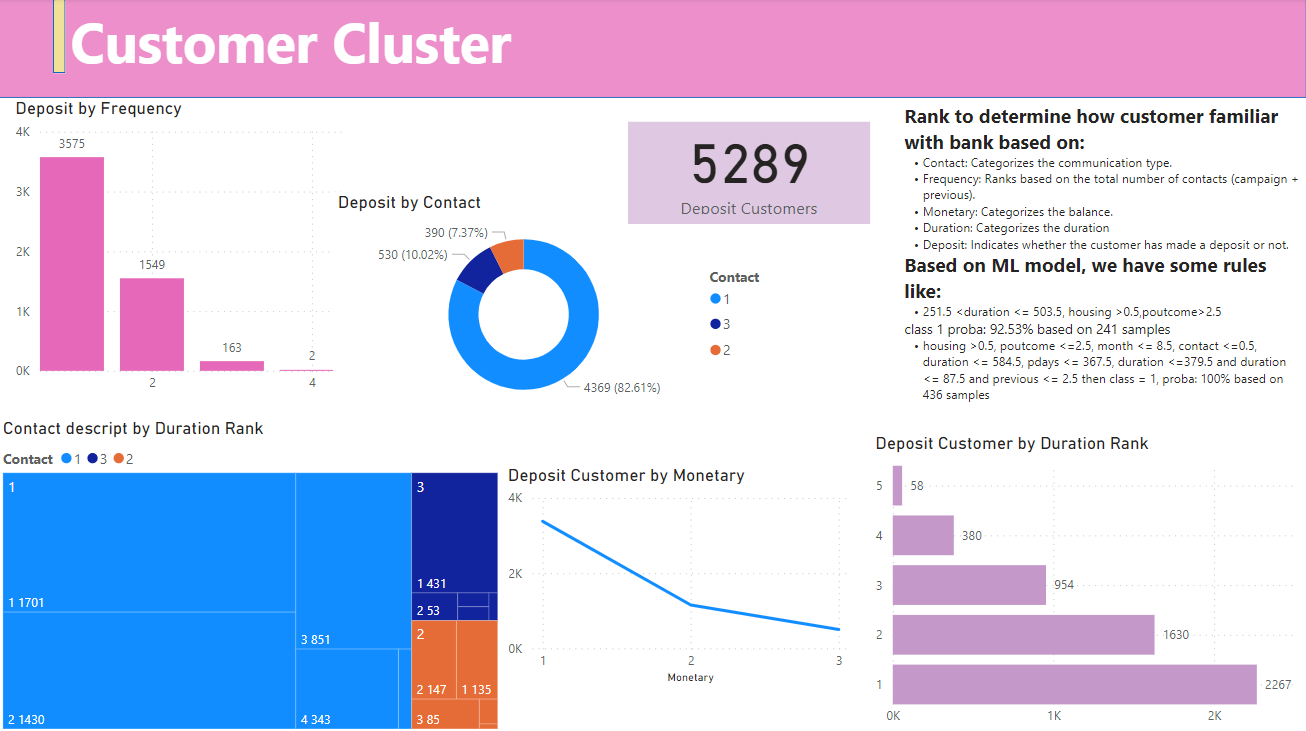 Customer Cluster
Deposit by Frequency
4K
3K
2K
1K
0K
3575
1549
163
2
2
4
Deposit by Contact
390 (7.37%)
530 (10.02%)
4369 (82.61%)
5289
Deposit Customers
Contact
1
3
2
Rank to determine how customer familiar
with bank based on:
• Contact: Categorizes the communication type.
• Frequency: Ranks based on the total number of contacts (campaign +
previous).
• Monetary: Categorizes the balance.
• Duration: Categorizes the duration
• Deposit: Indicates whether the customer has made a deposit or not.
Based on ML model, we have some rules
like:
• 251.5 <duration <= 503.5, housing >0.5,poutcome>2.5
class 1 proba: 92.53% based on 241 samples
• housing >0.5, poutcome <=2.5, month <= 8.5, contact <=0.5,
duration <= 584.5, pdays <= 367.5, duration <=379.5 and duration
<= 87.5 and previous <= 2.5 then class = 1, proba: 100% based on
436 samples
Contact descript by Duration Rank
Contact 1 3 2
1
1 1701
2 1430
3 851
4 343
3
1 431
2 53
2
2 147
1 135
3 85
Deposit Customer by Monetary
4K
2K
0K
1
2
3
Monetary
Deposit Customer by Duration Rank
5
58
4
380
3
954
2
1630
1
2267
0K
1K
2K